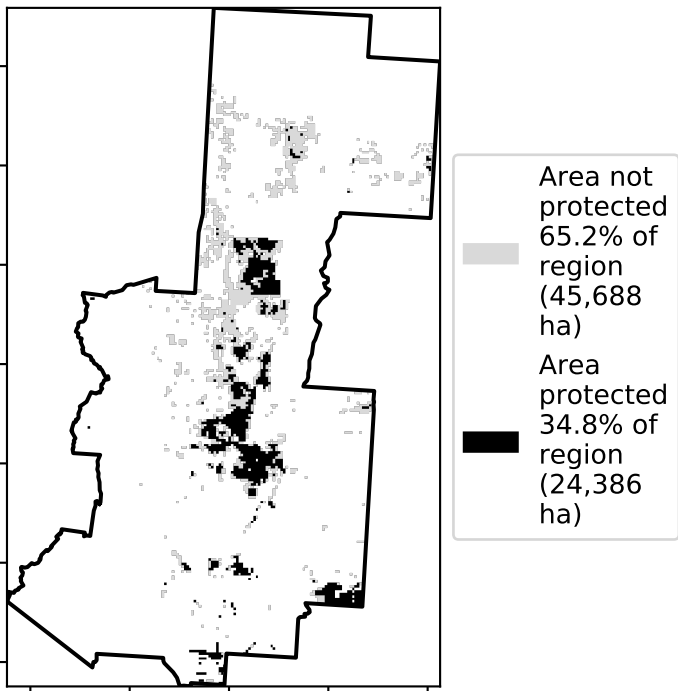 Area not
protected
65.2% of
region
(45,688
ha)
Area
protected
34.8% of
region
(24,386
ha)